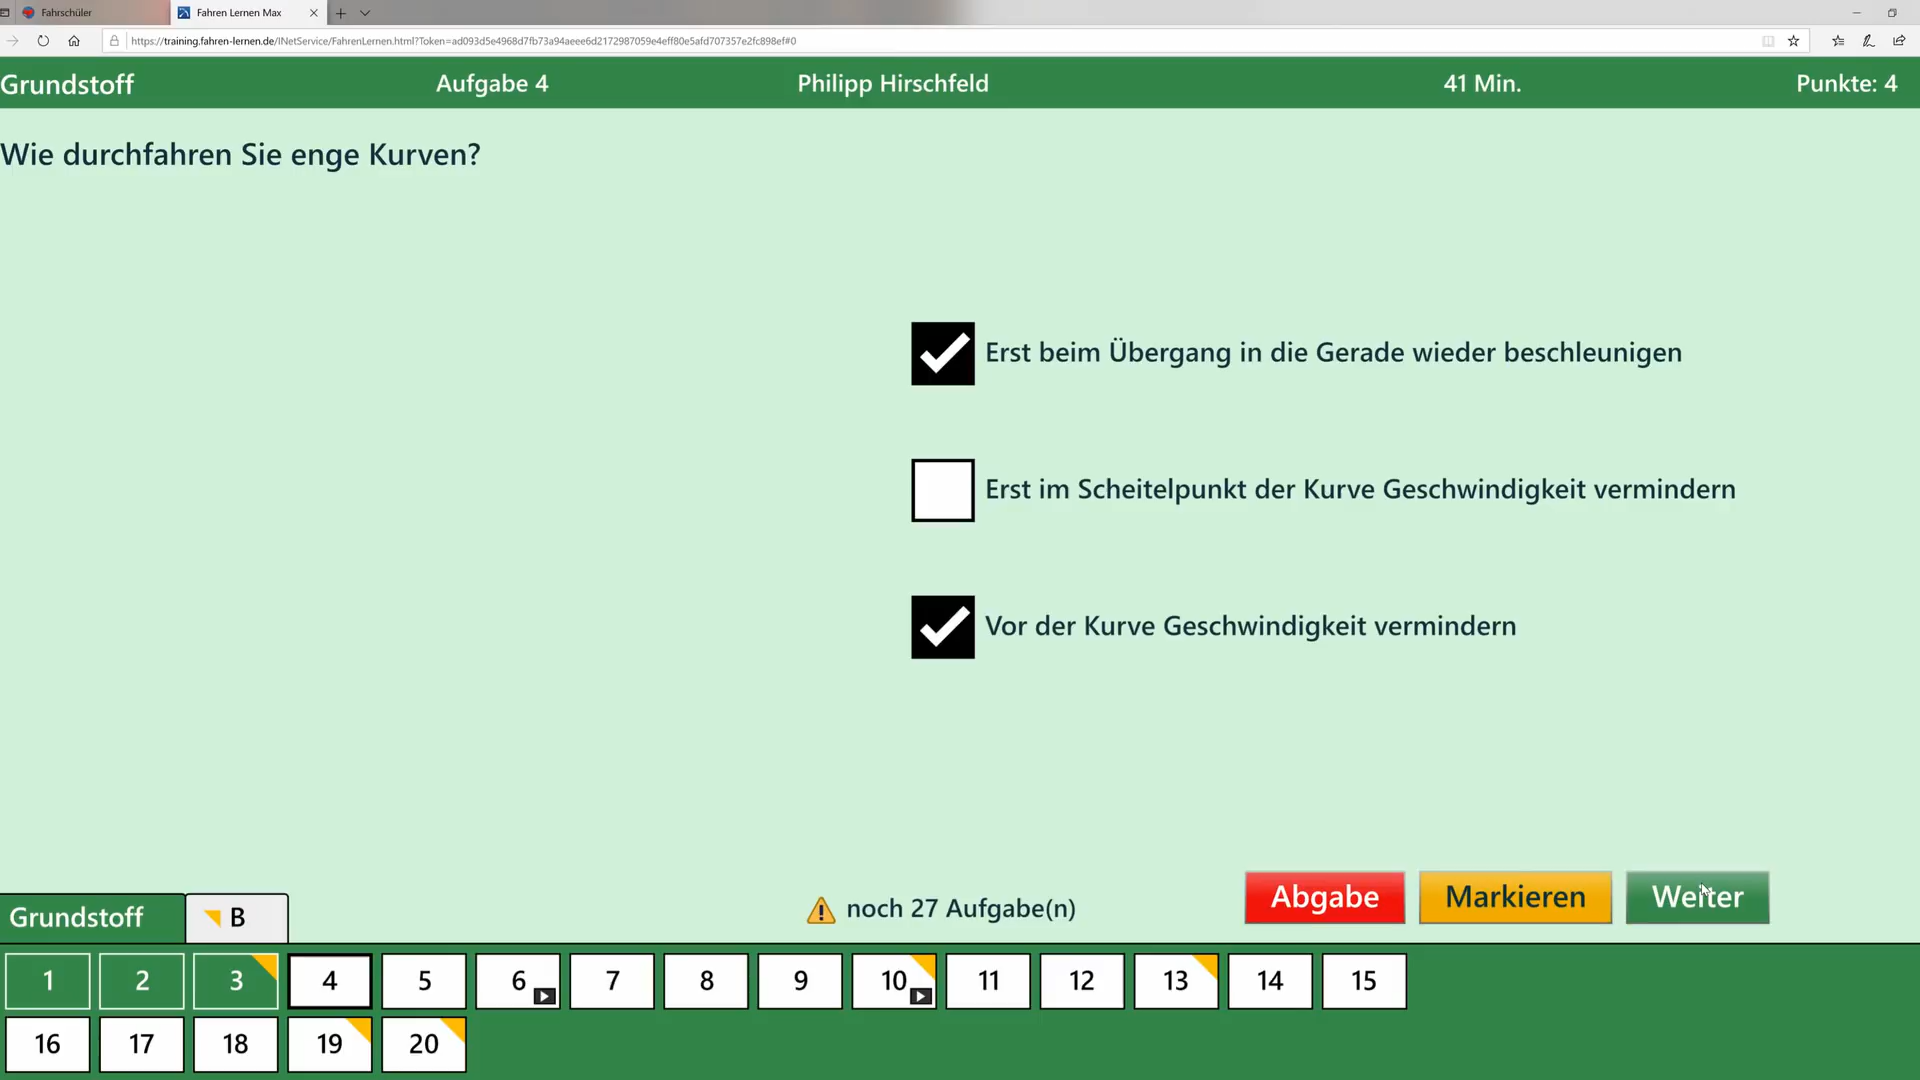 Fahrschüler
Fahren Lernen Max
https://training.fahren-lernen.de/INetService/FahrenLernen.html?Token=ad093d5e4968d7fb73a94aeee6d2172987059e4eff80e5afd707357e2fc898ef#0
Grundstoff Aufgabe 4 Philipp Hirschfeld 41 Min. Punkte: 4
Wie durchfahren Sie enge Kurven?
Erst beim Übergang in die Gerade wieder beschleunigen
Erst im Scheitelpunkt der Kurve Geschwindigkeit vermindern
Vor der Kurve Geschwindigkeit vermindern
Grundstoff B noch 27 Aufgabe(n) Abgabe Markieren Weiter
1 2 3 4 5 6 7 8 9 10 11 12 13 14 15
16 17 18 19 20